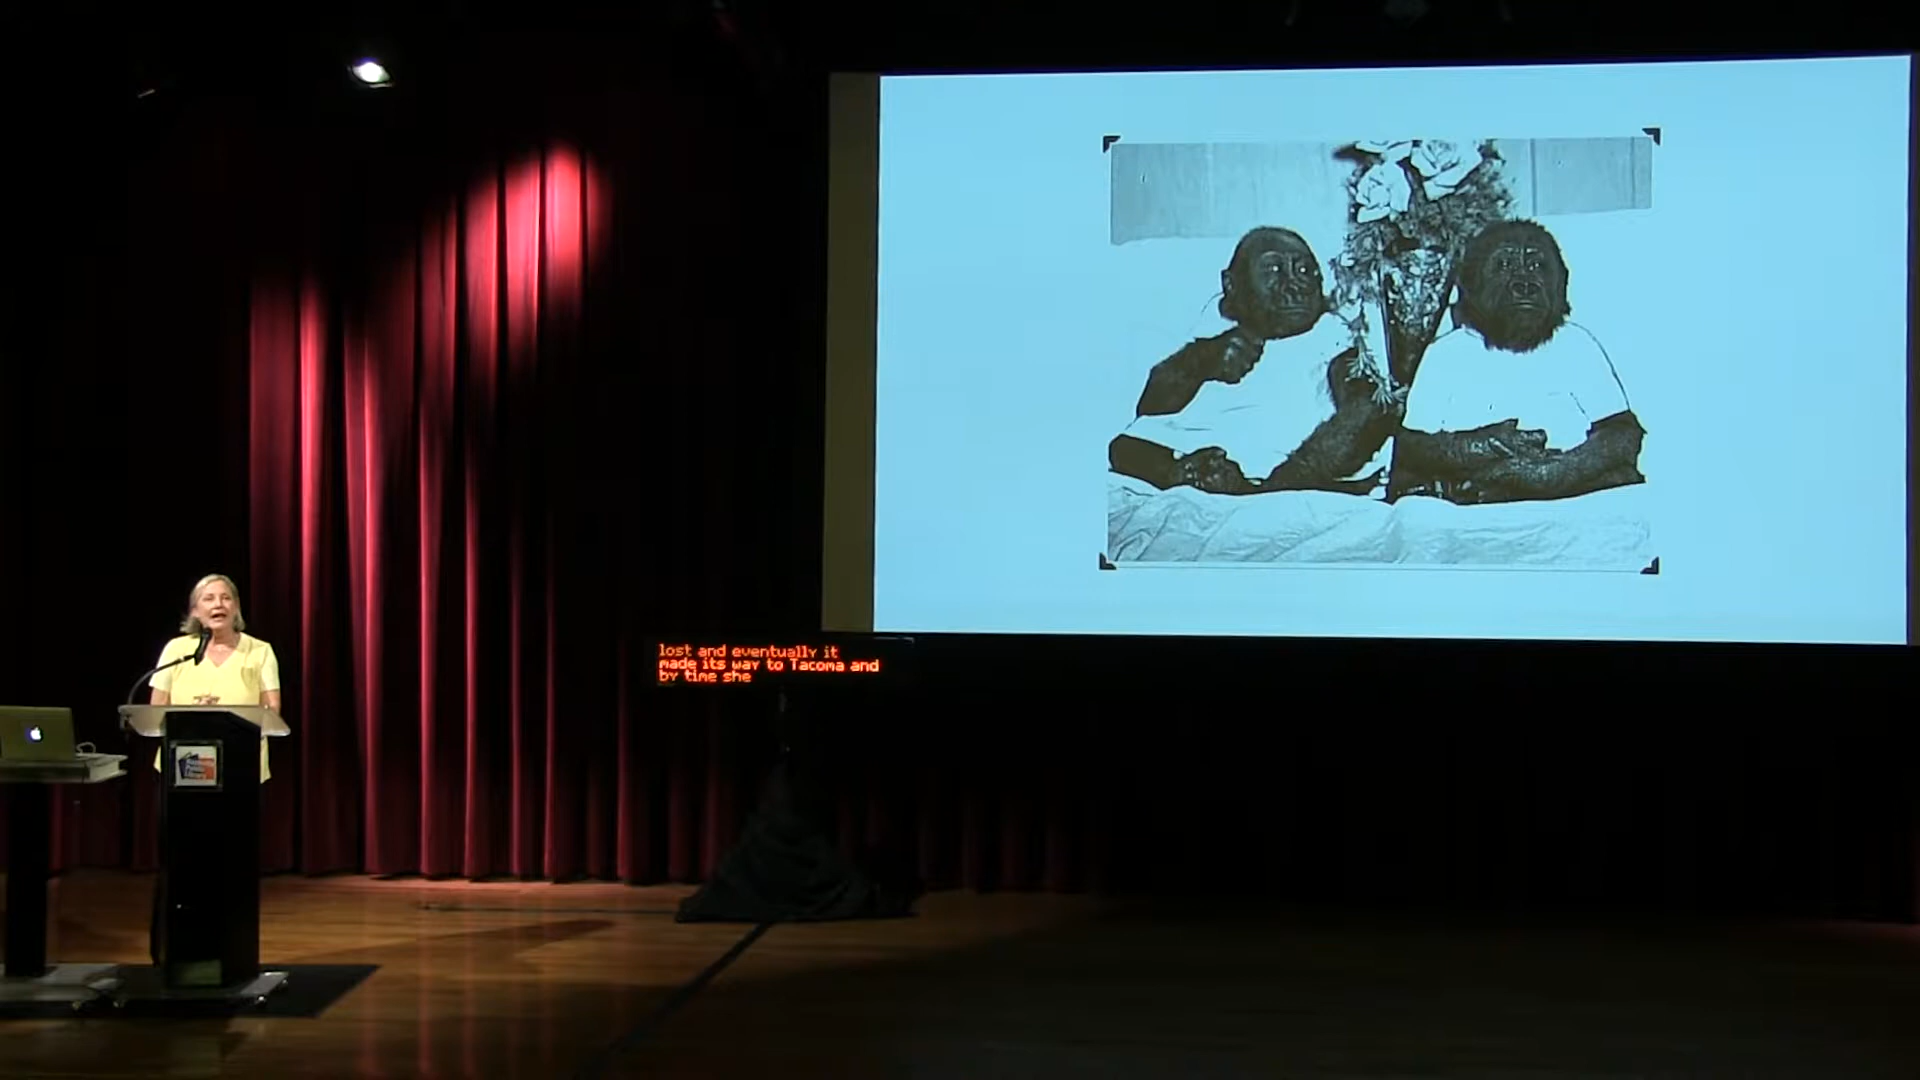 lost and eventually it
made its way to Tacoma and
by time she